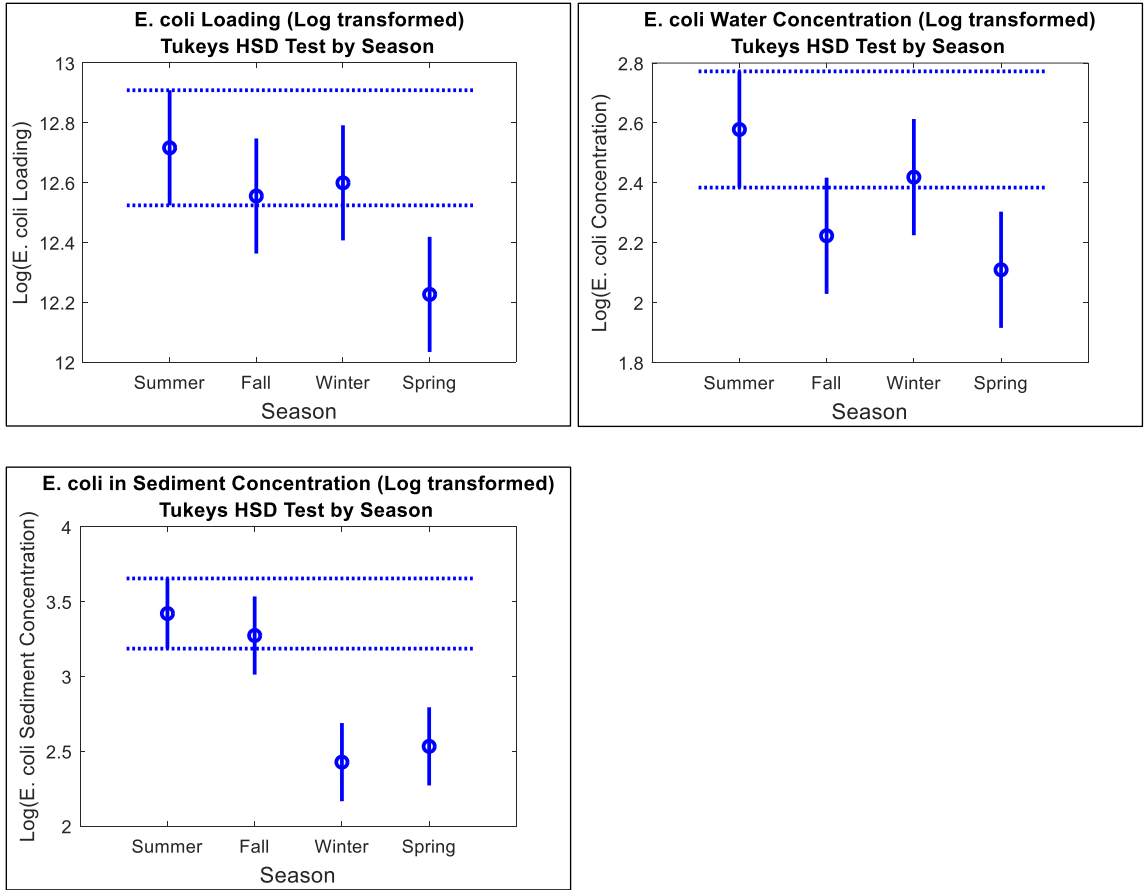 E. coli Loading (Log transformed)
Tukeys HSD Test by Season
Log(E. coli Loading)
13
12.8
12.6
12.4
12.2
12
Summer
Fall
Winter
Spring
Season
E. coli Water Concentration (Log transformed)
Tukeys HSD Test by Season
Log(E. coli Concentration)
2.8
2.6
2.4
2.2
2
1.8
Summer
Fall
Winter
Spring
Season
E. coli in Sediment Concentration (Log transformed)
Tukeys HSD Test by Season
Log(E. coli Sediment Concentration)
4
3.5
3
2.5
2
Summer
Fall
Winter
Spring
Season